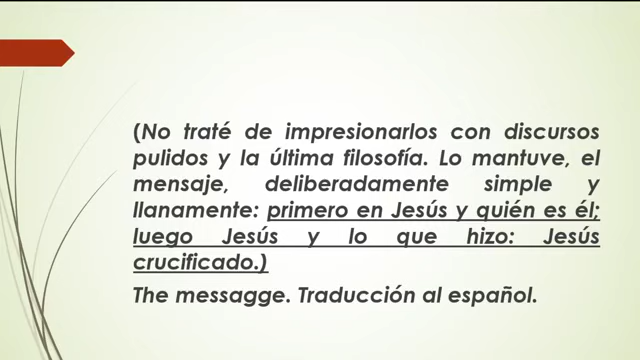 (No traté de impresionarlos con discursos
pulidos y la última filosofía. Lo mantuve, el
mensaje, deliberadamente simple y
llanamente: primero en Jesús y quién es él;
luego Jesús y lo que hizo: Jesús
crucificado.)
The messagge. Traducción al español.